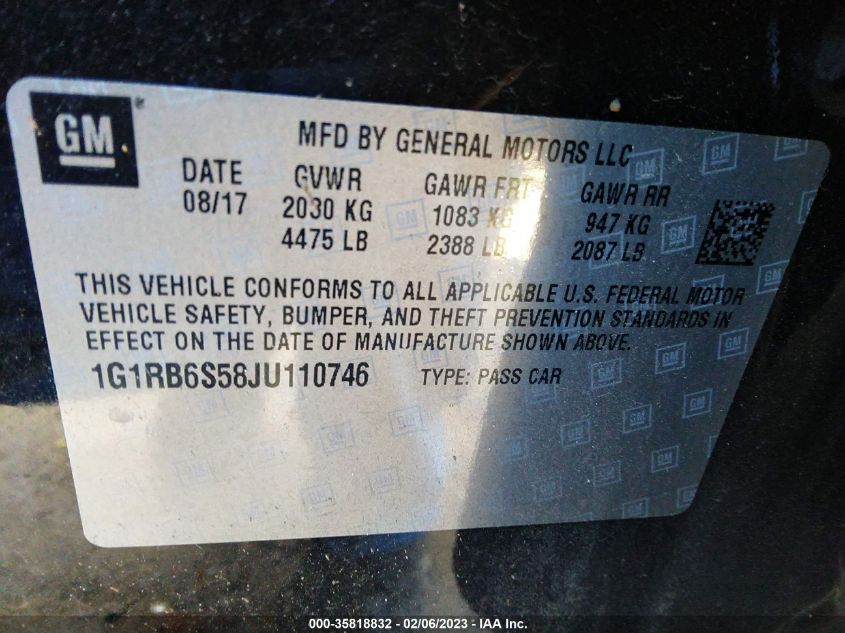 GM®
MFD BY GENERAL MOTORS LLC
DATE GVWR GAWR FRT GAWR RR
08/17 2030 KG 1083 KG 947 KG
4475 LB 2388 LB 2087 LB
THIS VEHICLE CONFORMS TO ALL APPLICABLE U.S. FEDERAL MOTOR
VEHICLE SAFETY, BUMPER, AND THEFT PREVENTION STANDARDS IN
EFFECT ON THE DATE OF MANUFACTURE SHOWN ABOVE.
1G1RB6S58JU110746 TYPE: PASS CAR
000-35818832 - 02/06/2023 - IAA Inc.